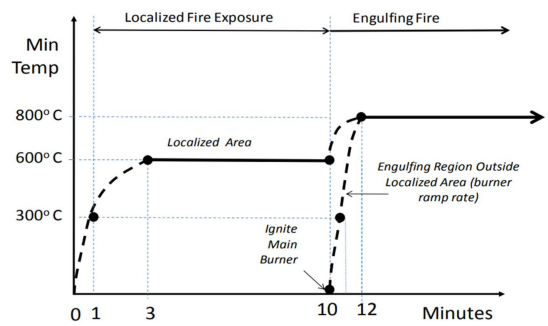 Localized Fire Exposure
Engulfing Fire
Min
Temp
800° C
600° C
300° C
Localized Area
Engulfing Region Outside
Localized Area (burner
ramp rate)
Ignite
Main
Burner
0 1 3 10 12 Minutes